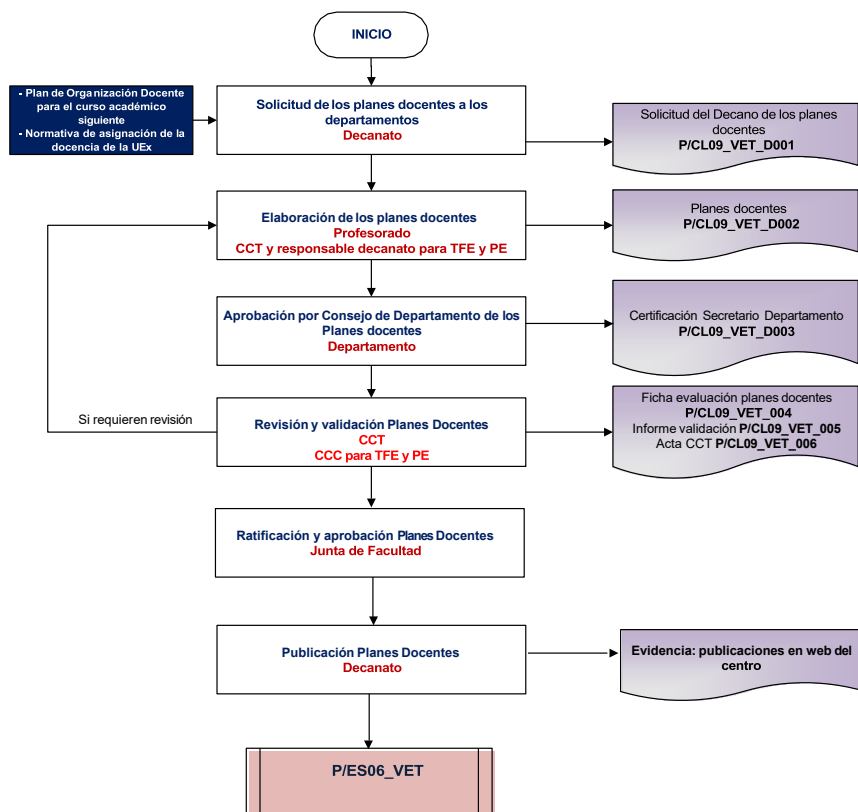 INICIO
- Plan de Organización Docente
para el curso académico
siguiente
- Normativa de asignación de la
docencia de la UEx
Solicitud de los planes docentes a los
departamentos
Decanato
Solicitud del Decano de los planes
docentes
P/CL09_VET_D001
Elaboración de los planes docentes
Profesorado
CCT y responsable decanato para TFE y PE
Planes docentes
P/CL09_VET_D002
Aprobación por Consejo de Departamento de los
Planes docentes
Departamento
Certificación Secretario Departamento
P/CL09_VET_D003
Si requieren revisión
Revisión y validación Planes Docentes
CCT
CCC para TFE y PE
Ficha evaluación planes docentes
P/CL09_VET_004
Informe validación P/CL09_VET_005
Acta CCT P/CL09_VET_006
Ratificación y aprobación Planes Docentes
Junta de Facultad
Publicación Planes Docentes
Decanato
Evidencia: publicaciones en web del
centro
P/ES06_VET